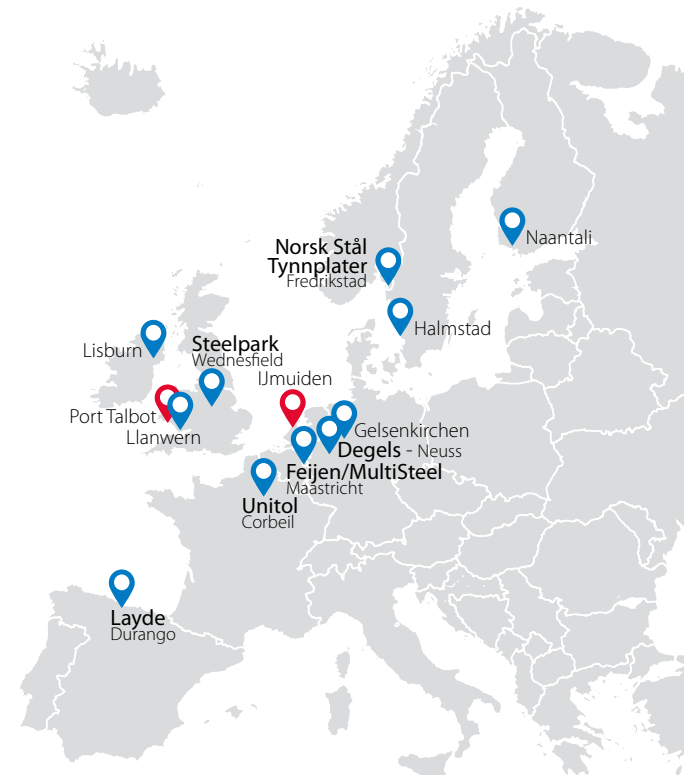 Naantali
Norsk Stål
Tynnplater
Fredrikstad
Halmstad
Lisburn
Steelpark
Wednesfield
IJmuiden
Port Talbot
Llanwern
Gelsenkirchen
Degels - Neuss
Feijen/MultiSteel
Maastricht
Unitol
Corbeil
Layde
Durango